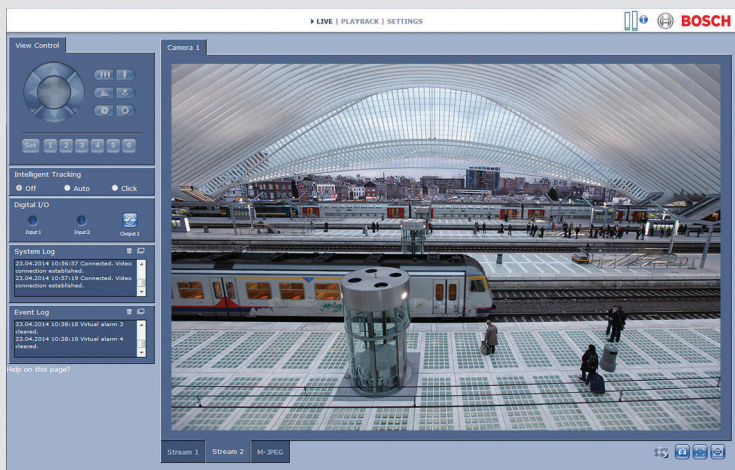 LIVE | PLAYBACK | SETTINGS
BOSCH
View Control
Camera 1
Set 1 2 3 4 5 6
Intelligent Tracking
Off Auto Click
Digital I/O
Input 1 Input 2 Output 1
System Log
23.04.2014 10:56:57 Connected. Video
connection established.
23.04.2014 10:57:19 Connected. Video
connection established.
Event Log
23.04.2014 10:38:18 Virtual alarm 3
cleared.
23.04.2014 10:38:18 Virtual alarm 4
cleared.
Help on this page?
Stream 1 Stream 2 M-JPEG